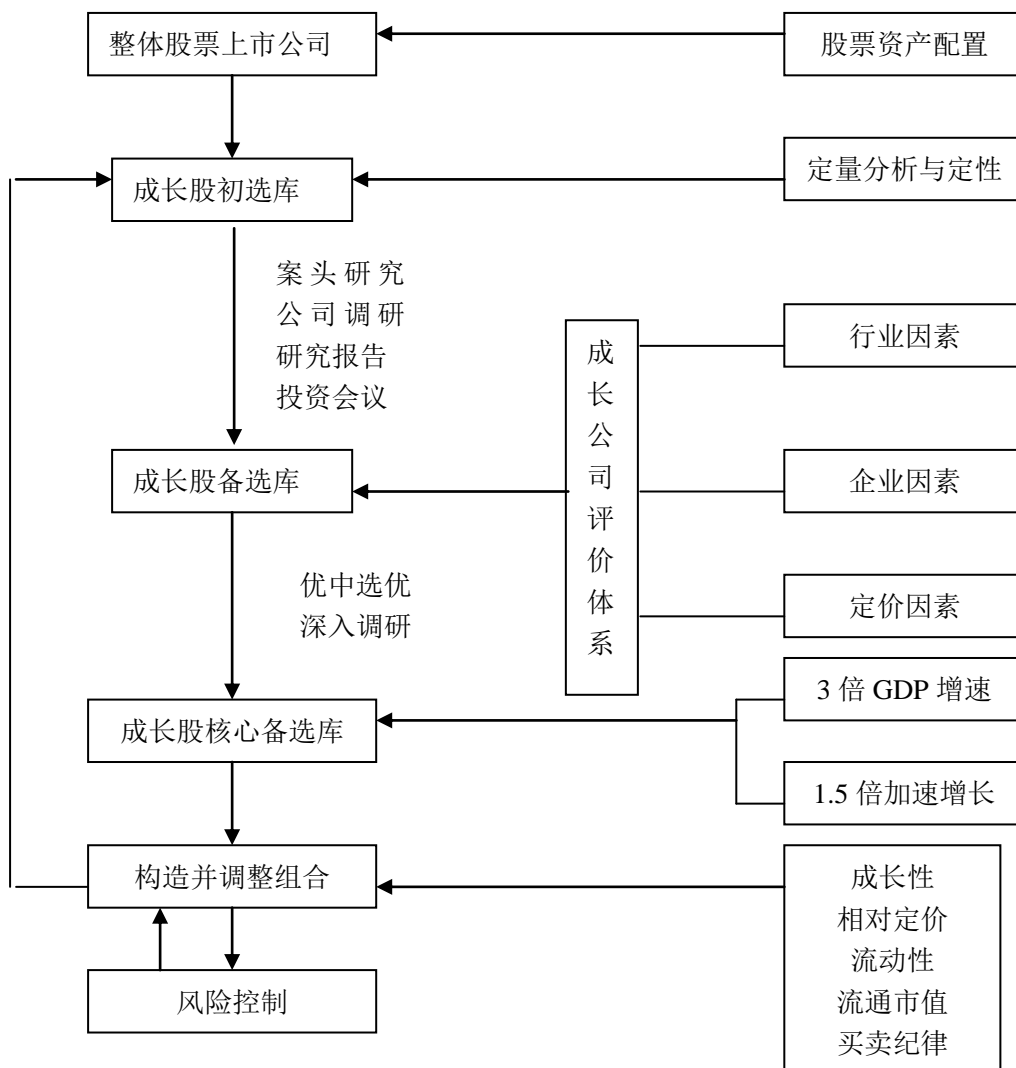 整体股票上市公司
股票资产配置
成长股初选库
定量分析与定性
案头研究
公司调研
研究报告
投资会议
成长公司评价体系
行业因素
成长股备选库
企业因素
优中选优
深入调研
定价因素
3 倍 GDP 增速
成长股核心备选库
1.5 倍加速增长
构造并调整组合
成长性
相对定价
流动性
流通市值
买卖纪律
风险控制